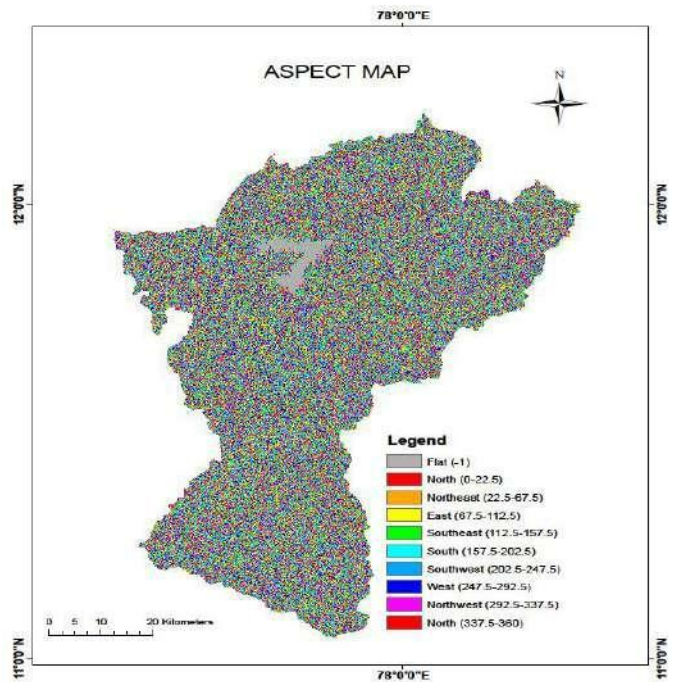 78°0'0"E
ASPECT MAP
N
12°0'0"N
12°0'0"N
Legend
Flat (-1)
North (0-22.5)
Northeast (22.5-67.5)
East (67.5-112.5)
Southeast (112.5-157.5)
South (157.5-202.5)
Southwest (202.5-247.5)
West (247.5-292.5)
Northwest (292.5-337.5)
North (337.5-360)
0 5 10 20 Kilometers
11°0'0"N
11°0'0"N
78°0'0"E